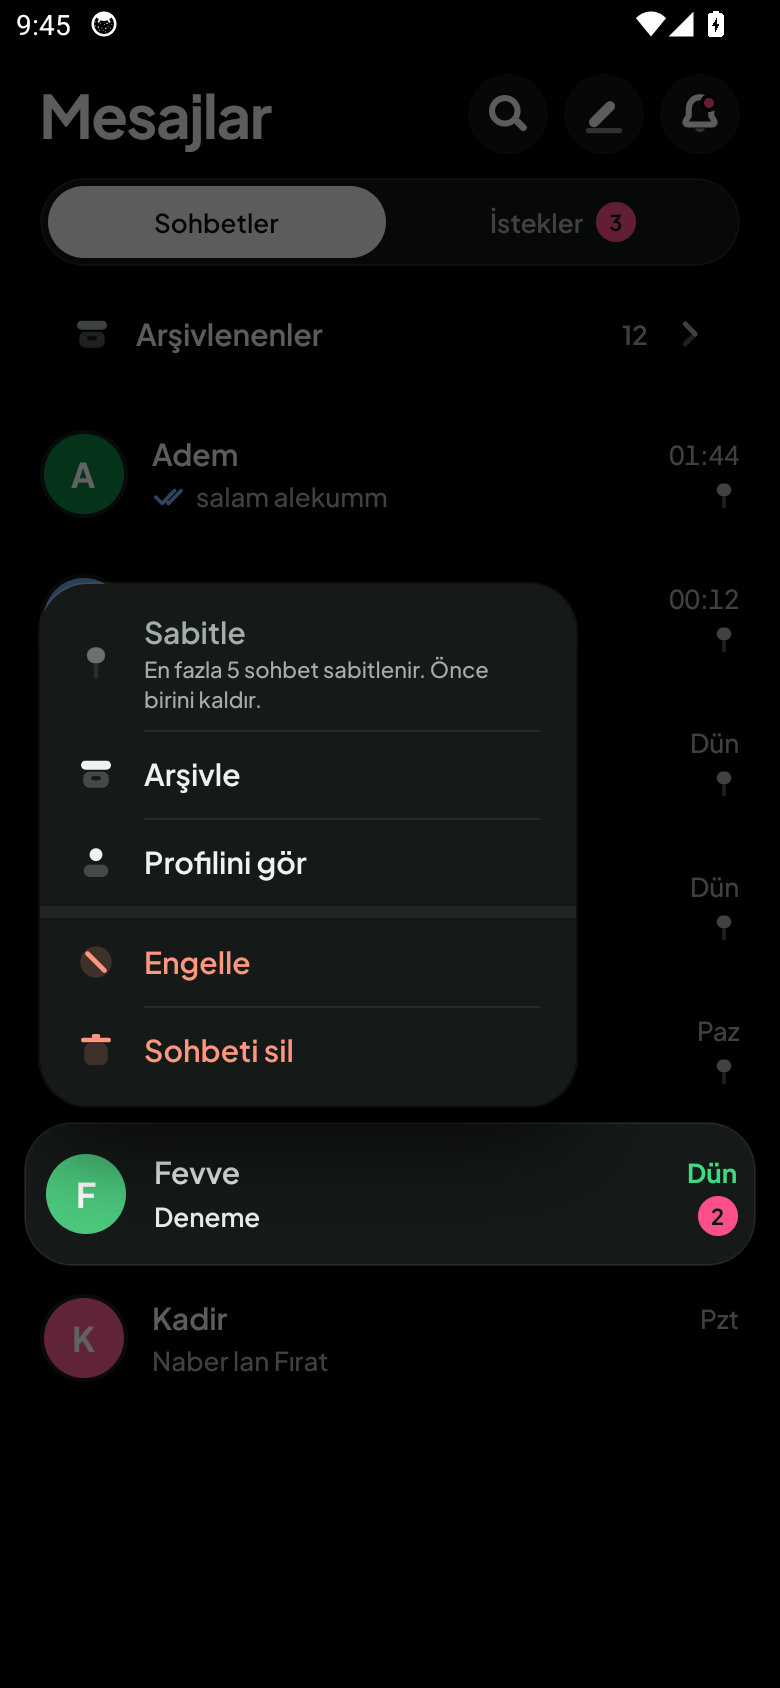 9:45
Mesajlar
Sohbetler
İstekler 3
Arşivlenenler 12
A Adem 01:44
salam alekumm
00:12
Sabitle
En fazla 5 sohbet sabitlenir. Önce
birini kaldır.
Dün
Arşivle
Profilini gör
Dün
Engelle
Paz
Sohbeti sil
F Fevve Dün
Deneme 2
K Kadir Pzt
Naber lan Fırat